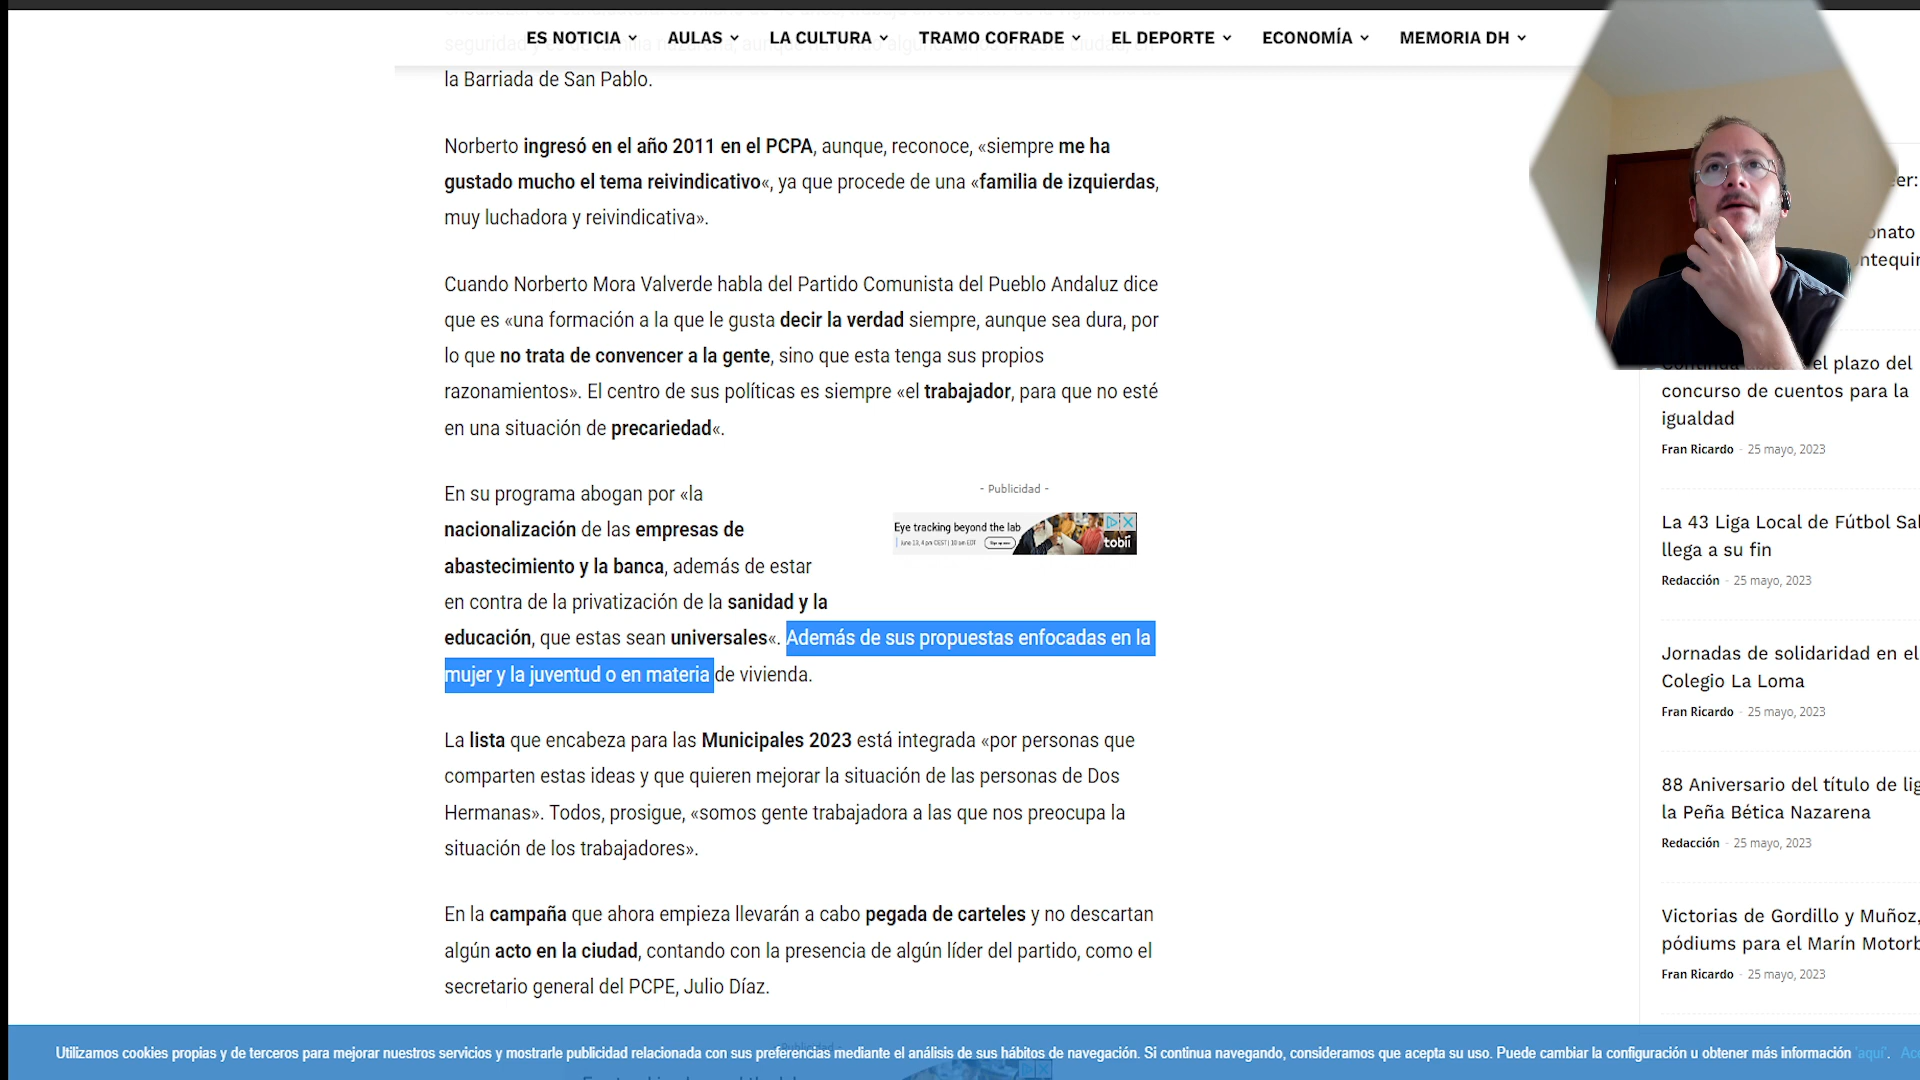 ES NOTICIA AULAS LA CULTURA TRAMO COFRADE EL DEPORTE ECONOMÍA MEMORIA DH
la Barriada de San Pablo.
Norberto ingresó en el año 2011 en el PCPA, aunque, reconoce, «siempre me ha
gustado mucho el tema reivindicativo«, ya que procede de una «familia de izquierdas,
muy luchadora y reivindicativa».
Cuando Norberto Mora Valverde habla del Partido Comunista del Pueblo Andaluz dice
que es «una formación a la que le gusta decir la verdad siempre, aunque sea dura, por
lo que no trata de convencer a la gente, sino que esta tenga sus propios
razonamientos». El centro de sus políticas es siempre «el trabajador, para que no esté
en una situación de precariedad«.
En su programa abogan por «la
nacionalización de las empresas de
abastecimiento y la banca, además de estar
en contra de la privatización de la sanidad y la
educación, que estas sean universales«. Además de sus propuestas enfocadas en la
mujer y la juventud o en materia de vivienda.
- Publicidad -
Eye tracking beyond the lab
June 13, 4 pm CEST | 10 am EDT Sign up now
tobii
La lista que encabeza para las Municipales 2023 está integrada «por personas que
comparten estas ideas y que quieren mejorar la situación de las personas de Dos
Hermanas». Todos, prosigue, «somos gente trabajadora a las que nos preocupa la
situación de los trabajadores».
En la campaña que ahora empieza llevarán a cabo pegada de carteles y no descartan
algún acto en la ciudad, contando con la presencia de algún líder del partido, como el
secretario general del PCPE, Julio Díaz.
eer:
onato
ntequir
el plazo del
concurso de cuentos para la
igualdad
Fran Ricardo - 25 mayo, 2023
La 43 Liga Local de Fútbol Sal
llega a su fin
Redacción - 25 mayo, 2023
Jornadas de solidaridad en el
Colegio La Loma
Fran Ricardo - 25 mayo, 2023
88 Aniversario del título de lig
la Peña Bética Nazarena
Redacción - 25 mayo, 2023
Victorias de Gordillo y Muñoz,
pódiums para el Marín Motorb
Fran Ricardo - 25 mayo, 2023
Utilizamos cookies propias y de terceros para mejorar nuestros servicios y mostrarle publicidad relacionada con sus preferencias mediante el análisis de sus hábitos de navegación. Si continua navegando, consideramos que acepta su uso. Puede cambiar la configuración u obtener más información 'aquí'. Ace